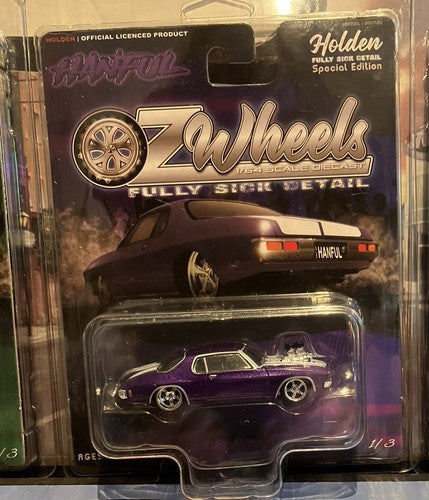 HOLDEN | OFFICIAL LICENCED PRODUCT
HANFUL
Holden
FULLY SICK DETAIL
Special Edition
OZ Wheels
1/64 SCALE DIECAST
FULLY SICK DETAIL
HANFUL
AGES
1/3
/3